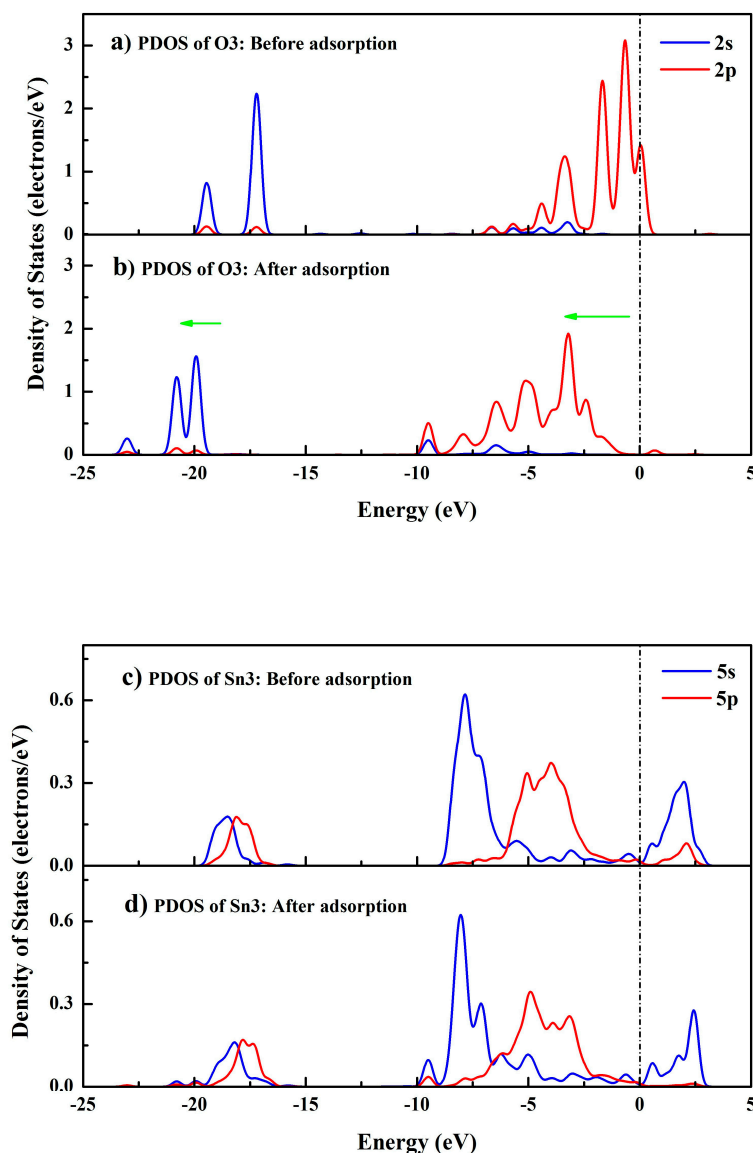 a) PDOS of O3: Before adsorption
2s
2p
3
2
1
0
b) PDOS of O3: After adsorption
3
2
1
0
Density of States (electrons/eV)
-25 -20 -15 -10 -5 0 5
Energy (eV)
c) PDOS of Sn3: Before adsorption
5s
5p
0.6
0.3
0.0
d) PDOS of Sn3: After adsorption
0.6
0.3
0.0
Density of States (electrons/eV)
-25 -20 -15 -10 -5 0 5
Energy (eV)